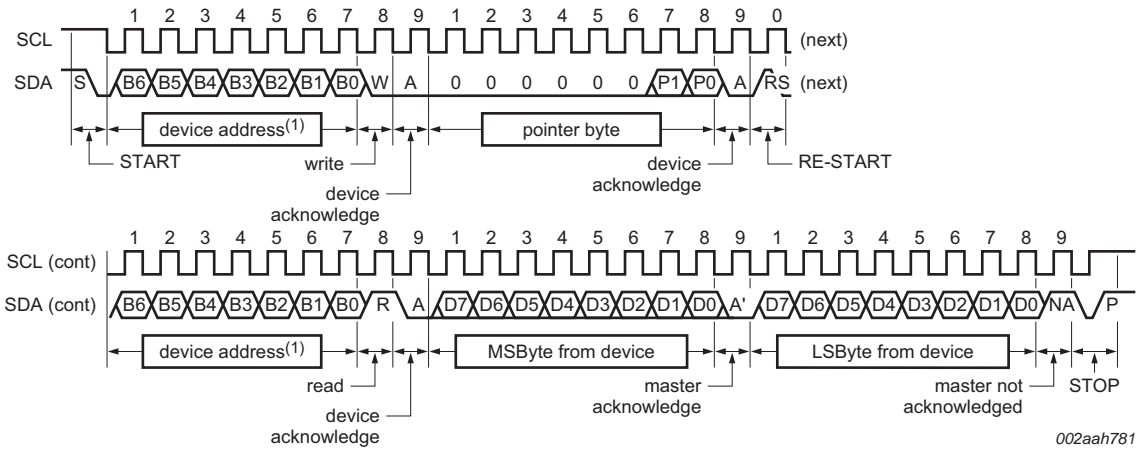 1 2 3 4 5 6 7 8 9 1 2 3 4 5 6 7 8 9 0
SCL (next)
SDA S B6 B5 B4 B3 B2 B1 B0 W A 0 0 0 0 0 0 P1 P0 A RS (next)
device address(1) pointer byte
START write device RE-START
device acknowledge
acknowledge
1 2 3 4 5 6 7 8 9 1 2 3 4 5 6 7 8 9 1 2 3 4 5 6 7 8 9
SCL (cont)
SDA (cont) B6 B5 B4 B3 B2 B1 B0 R A D7 D6 D5 D4 D3 D2 D1 D0 A' D7 D6 D5 D4 D3 D2 D1 D0 NA P
device address(1) MSByte from device LSByte from device
read master master not STOP
device acknowledge acknowledged
acknowledge
002aah781